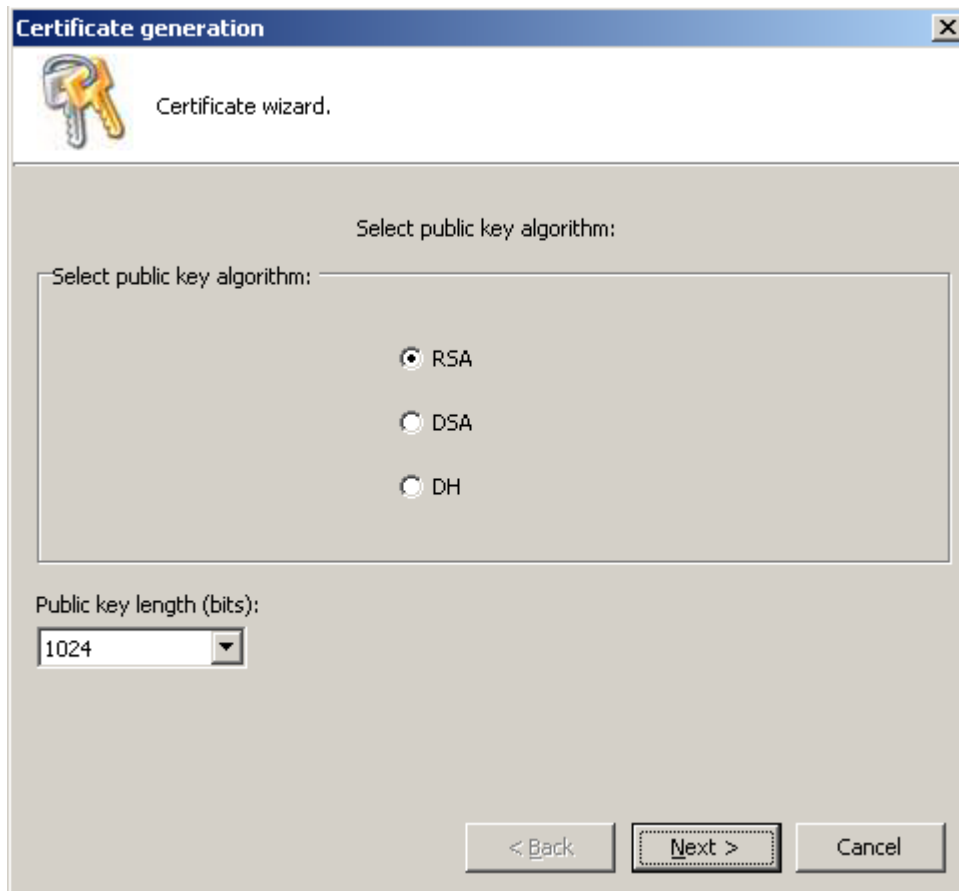 Certificate generation
Certificate wizard.
Select public key algorithm:
Select public key algorithm:
RSA
DSA
DH
Public key length (bits):
1024
< Back
Next >
Cancel